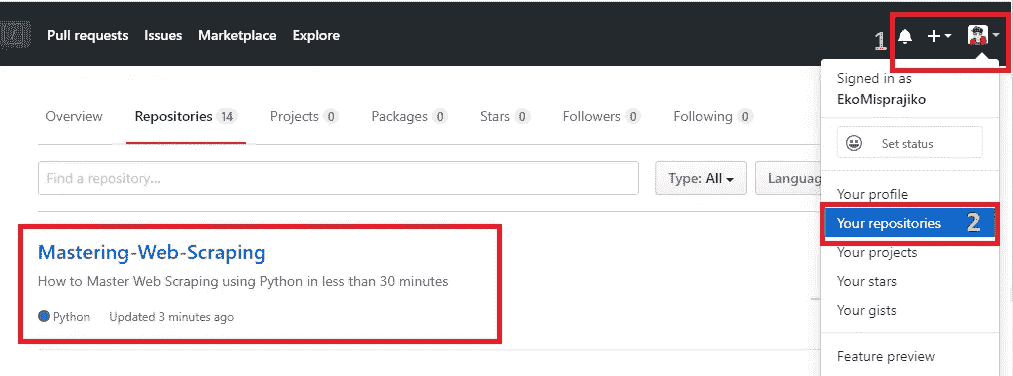 Pull requests Issues Marketplace Explore 1
Signed in as
EkoMisprajiko
Overview Repositories 14 Projects 0 Packages 0 Stars 0 Followers 0 Following 0
Set status
Find a repository... Type: All Languag
Your profile
Your repositories 2
Mastering-Web-Scraping
Your projects
How to Master Web Scraping using Python in less than 30 minutes
Your stars
Python Updated 3 minutes ago
Your gists
Feature preview